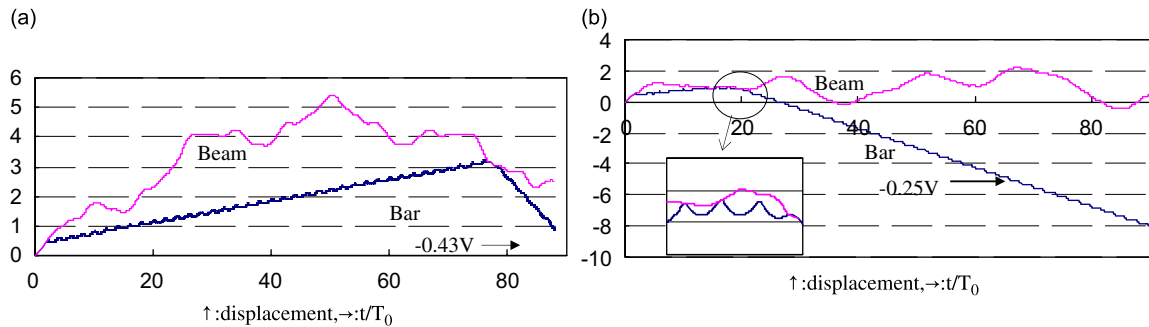 (a)
6
5
4
3
2
1
0
Beam
Bar
-0.43V
0 20 40 60 80
↑:displacement,→:t/T0
(b)
4
2
0
-2
-4
-6
-8
-10
Beam
0 20 40 60 80
Bar
-0.25V
↑:displacement,→:t/T0